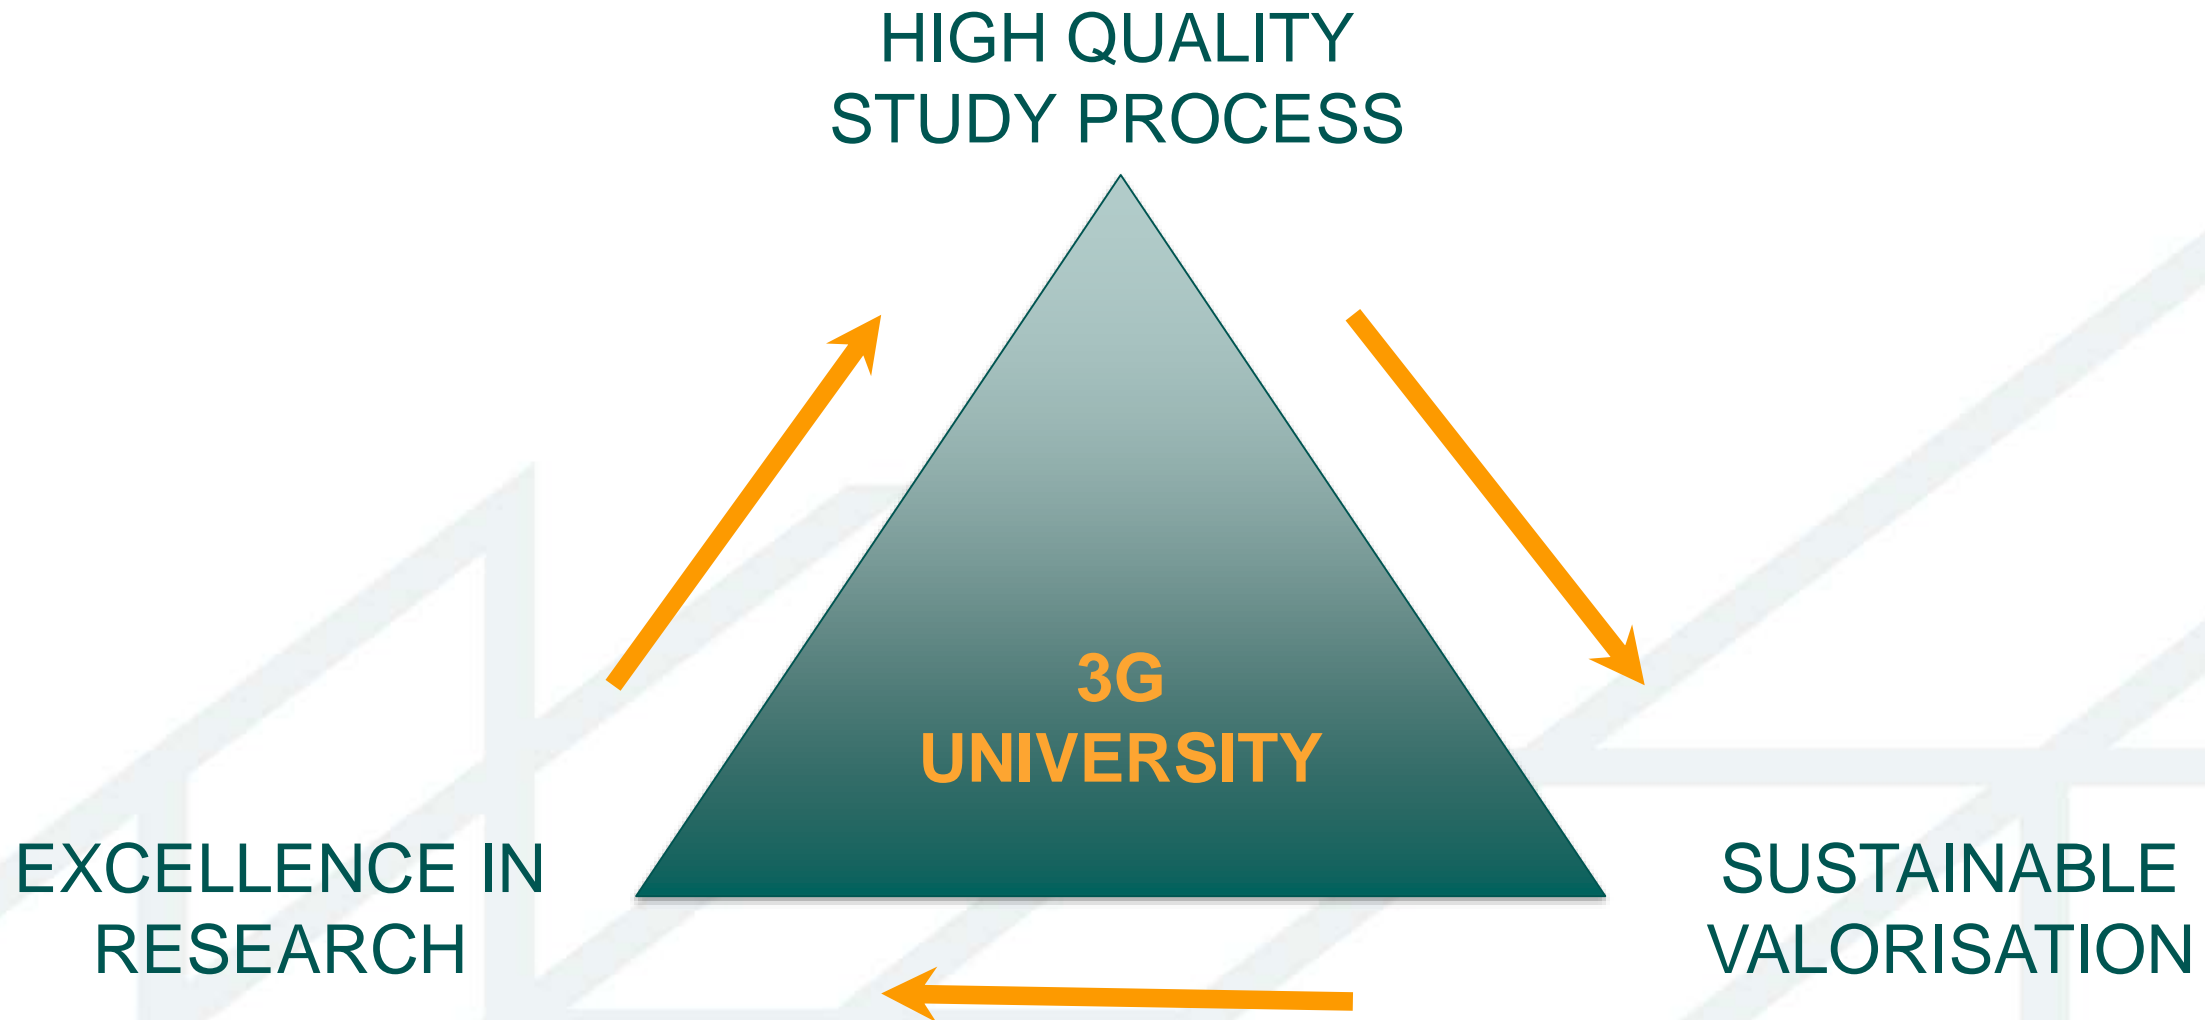 HIGH QUALITY
STUDY PROCESS
3G
UNIVERSITY
EXCELLENCE IN
RESEARCH
SUSTAINABLE
VALORISATION